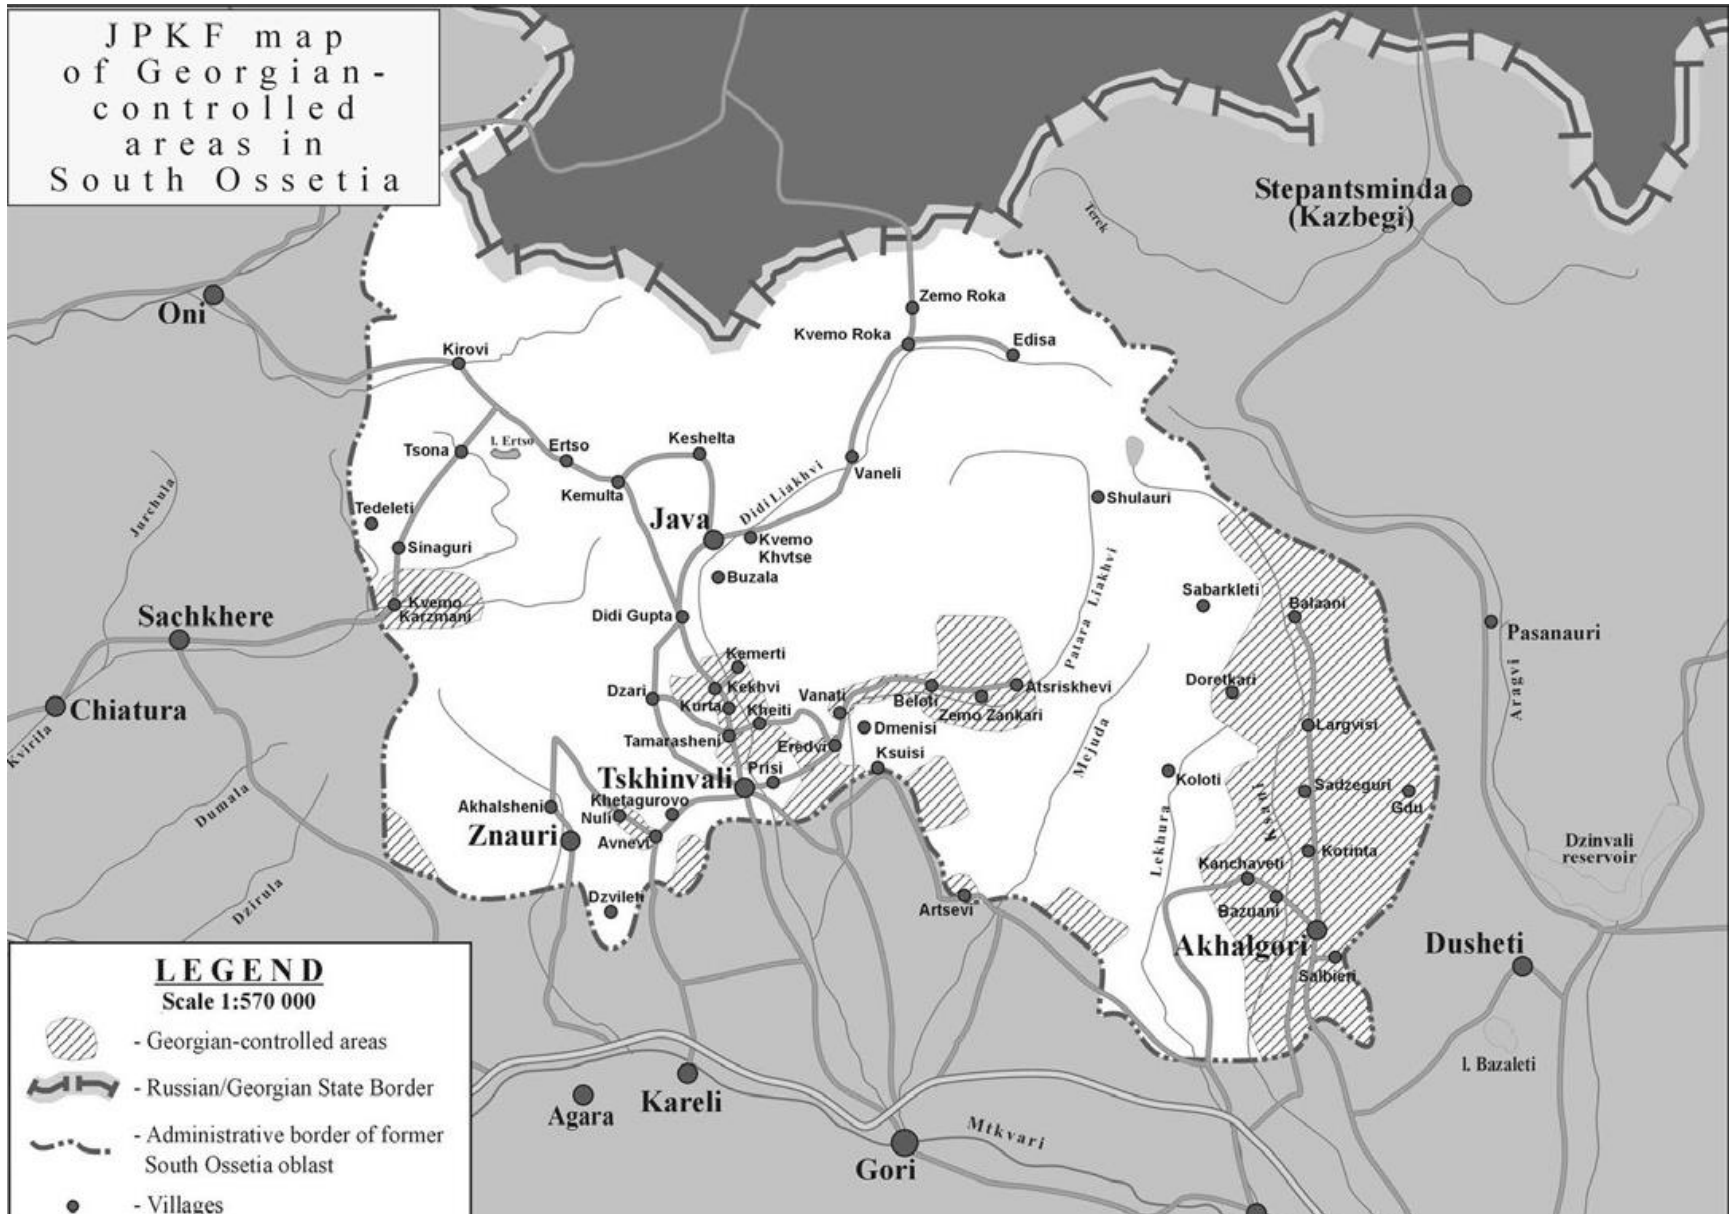 JPKF map
of Georgian-
controlled
areas in
South Ossetia
Stepantsminda
(Kazbegi)
Terek
Oni
Zemo Roka
Kvemo Roka
Edisa
Kirovi
Tsona
l. Ertso
Ertso
Keshelta
Kemulta
Vaneli
Didi Liakhvi
Shulauri
Jurchula
Tedeleti
Java
Sinaguri
Kvemo
Khvtse
Buzala
Patara Liakhvi
Sabarkleti
Kvemo
Karzmani
Balaani
Sachkhere
Didi Gupta
Pasanauri
Kemerti
Doretkari
Aragvi
Chiatura
Dzari
Kekhvi
Vanati
Beloti
Atsriskhevi
Kurta
Kheiti
Zemo Zankari
Kvirila
Tamarasheni
Eredvi
Dmenisi
Mejuda
Largvisi
Ksuisi
Prisi
Tskhinvali
Koloti
Sadzeguri
Gdu
Dumala
Akhalsheni
Khetagurovo
Nuli
Znauri
Avnevi
Lekhura
Ksani
Dzinvali
reservoir
Kanchaveti
Korinta
Dzirula
Dzvileti
Artsevi
Bazuani
Akhalgori
Dusheti
Salbieri
LEGEND
Scale 1:570 000
- Georgian-controlled areas
- Russian/Georgian State Border
- Administrative border of former
South Ossetia oblast
- Villages
l. Bazaleti
Agara
Kareli
Mtkvari
Gori